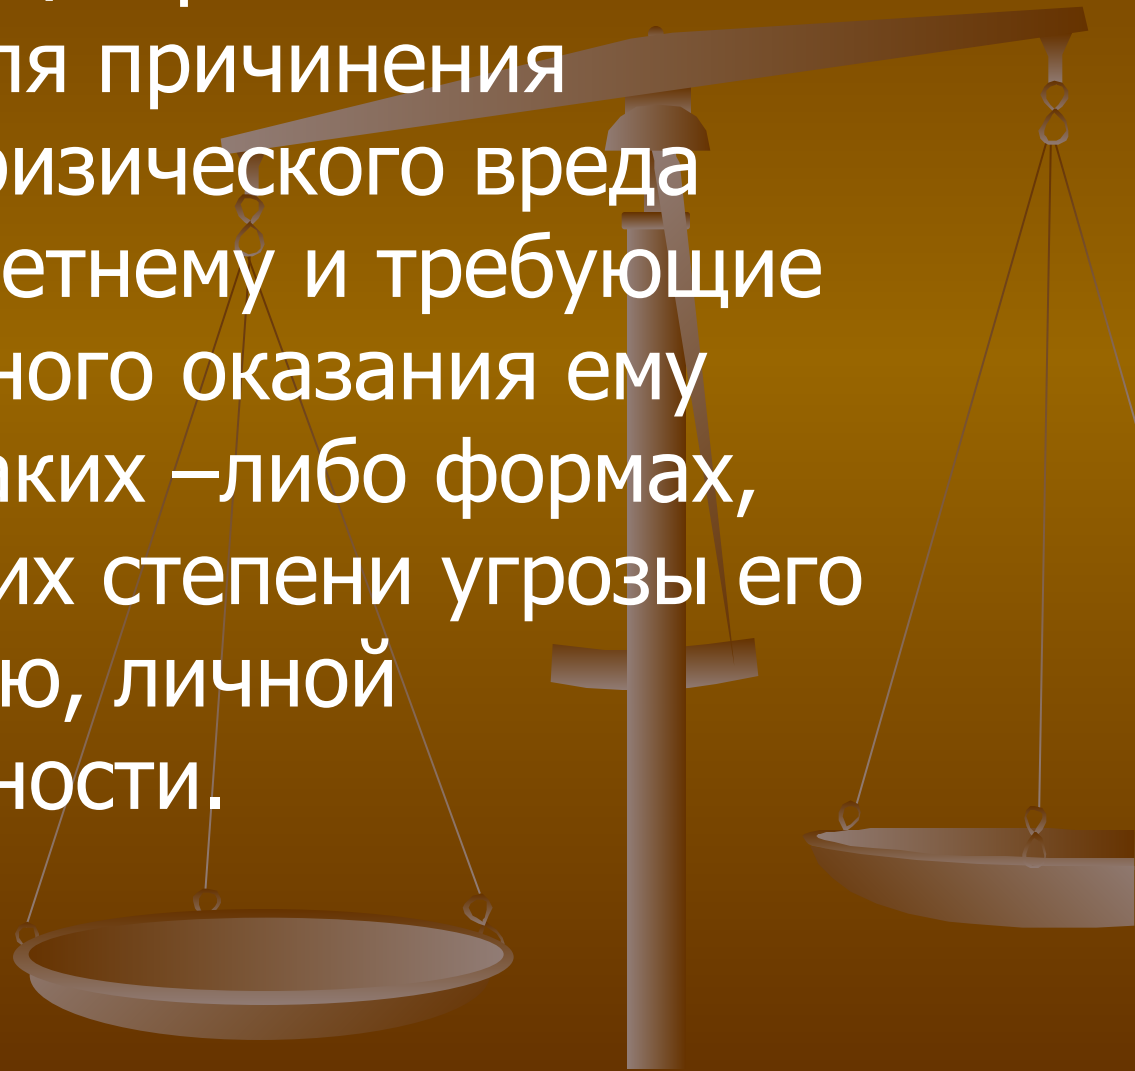 ля причинения
физического вреда
етнему и требующие
ного оказания ему
аких –либо формах,
их степени угрозы его
ю, личной
ности.